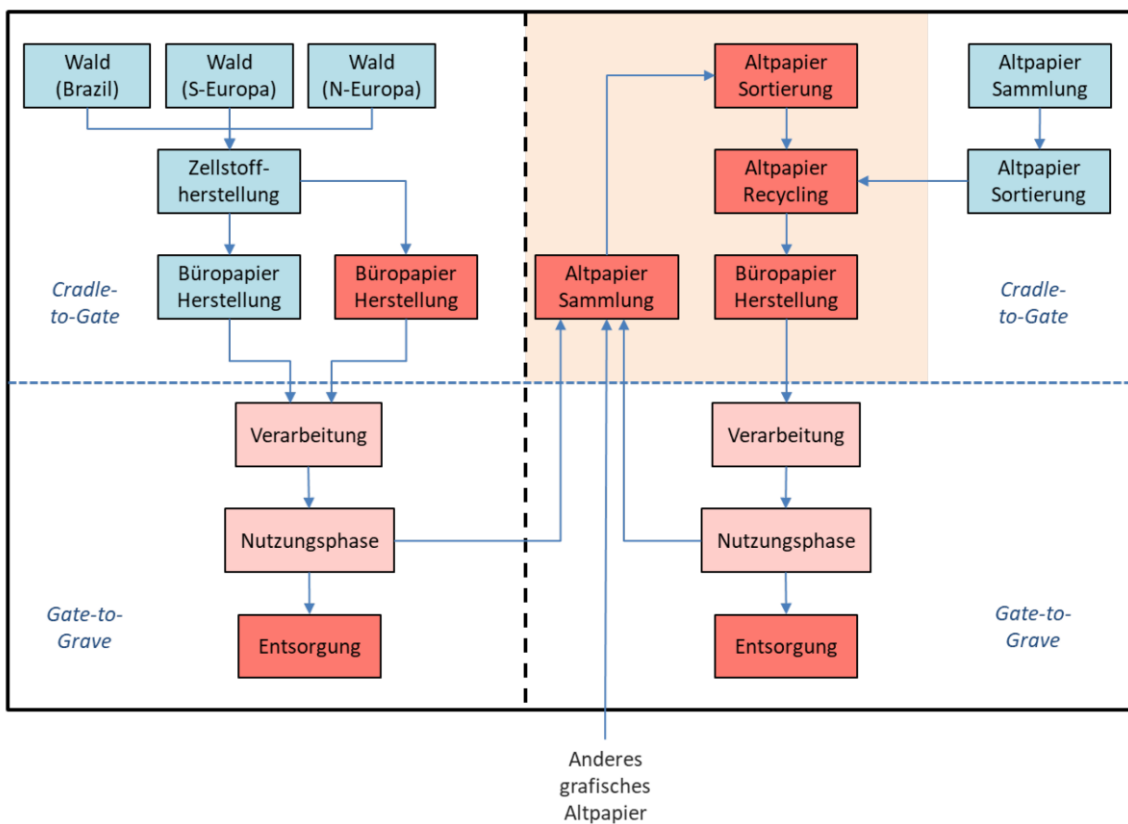 Wald
(Brazil)
Wald
(S-Europa)
Wald
(N-Europa)
Altpapier
Sortierung
Altpapier
Sammlung
Zellstoff-
herstellung
Altpapier
Recycling
Altpapier
Sortierung
Cradle-
to-Gate
Büropapier
Herstellung
Büropapier
Herstellung
Altpapier
Sammlung
Büropapier
Herstellung
Cradle-
to-Gate
Verarbeitung
Verarbeitung
Nutzungsphase
Nutzungsphase
Gate-to-
Grave
Entsorgung
Entsorgung
Gate-to-
Grave
Anderes
grafisches
Altpapier